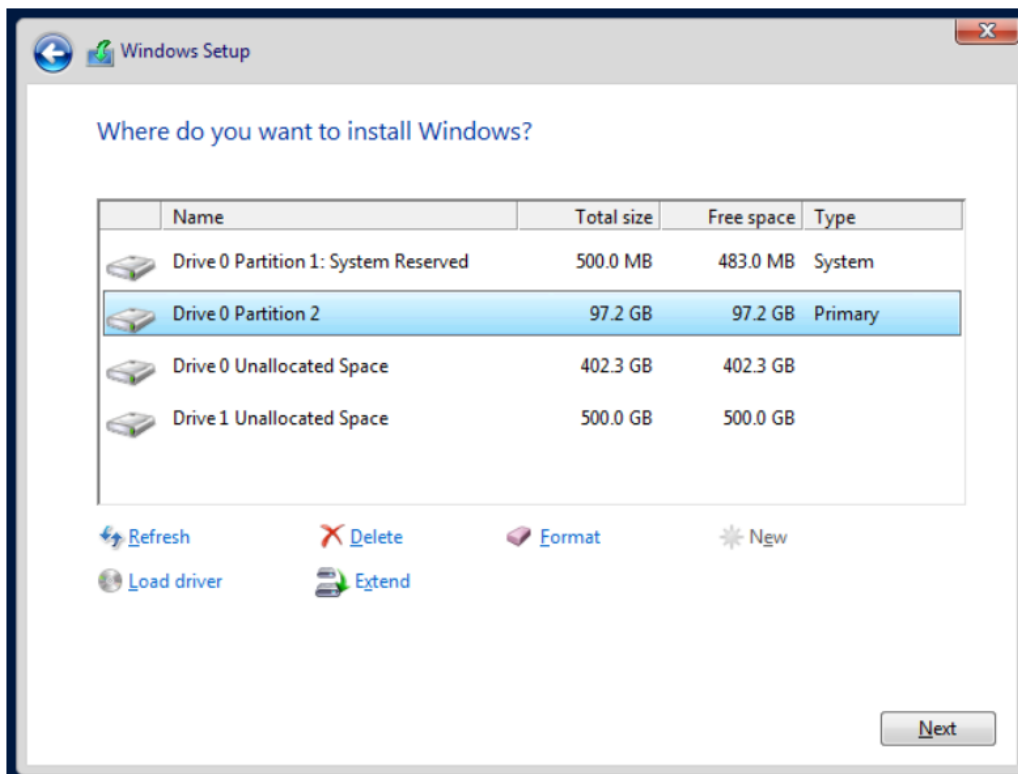 Windows Setup
Where do you want to install Windows?
Name Total size Free space Type
Drive 0 Partition 1: System Reserved 500.0 MB 483.0 MB System
Drive 0 Partition 2 97.2 GB 97.2 GB Primary
Drive 0 Unallocated Space 402.3 GB 402.3 GB
Drive 1 Unallocated Space 500.0 GB 500.0 GB
Refresh Delete Format New
Load driver Extend
Next